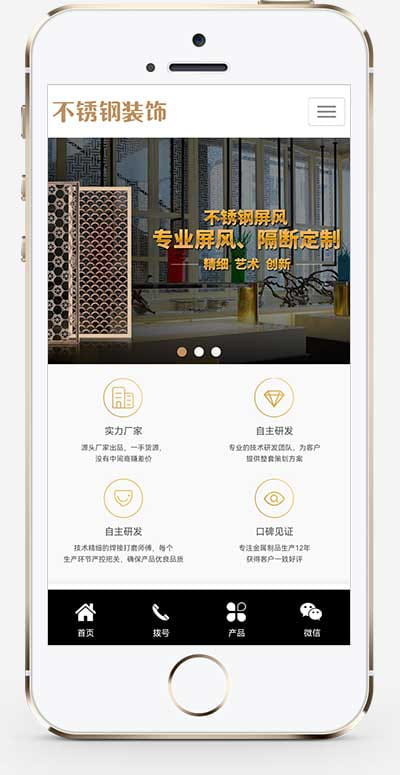 不锈钢装饰
不锈钢屏风
专业屏风、隔断定制
精细 艺术 创新
实力厂家
源头厂家出品，一手货源，
没有中间商赚差价
自主研发
专业的技术研发团队，为客户
提供整套策划方案
自主研发
技术精细的焊接打磨师傅，每个
生产环节严控把关，确保产品优良品质
口碑见证
专注金属制品生产12年
获得客户一致好评
首页
拨号
产品
微信